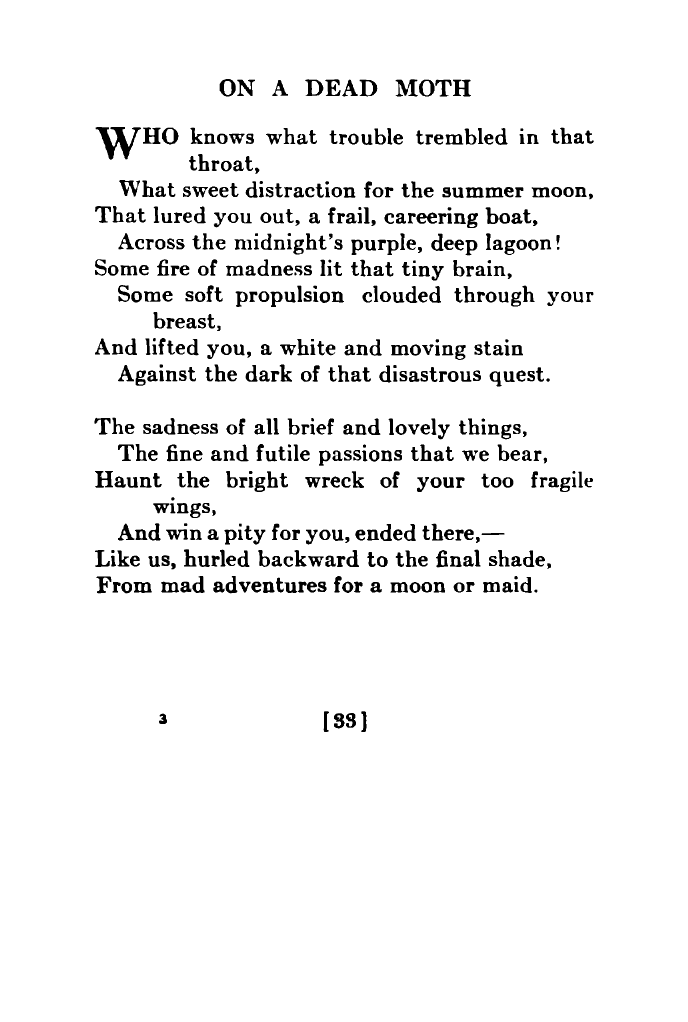 ON A DEAD MOTH
WHO knows what trouble trembled in that
throat,
What sweet distraction for the summer moon,
That lured you out, a frail, careering boat,
Across the midnight's purple, deep lagoon!
Some fire of madness lit that tiny brain,
Some soft propulsion clouded through your
breast,
And lifted you, a white and moving stain
Against the dark of that disastrous quest.
The sadness of all brief and lovely things,
The fine and futile passions that we bear,
Haunt the bright wreck of your too fragile
wings,
And win a pity for you, ended there,—
Like us, hurled backward to the final shade,
From mad adventures for a moon or maid.
3 [33]